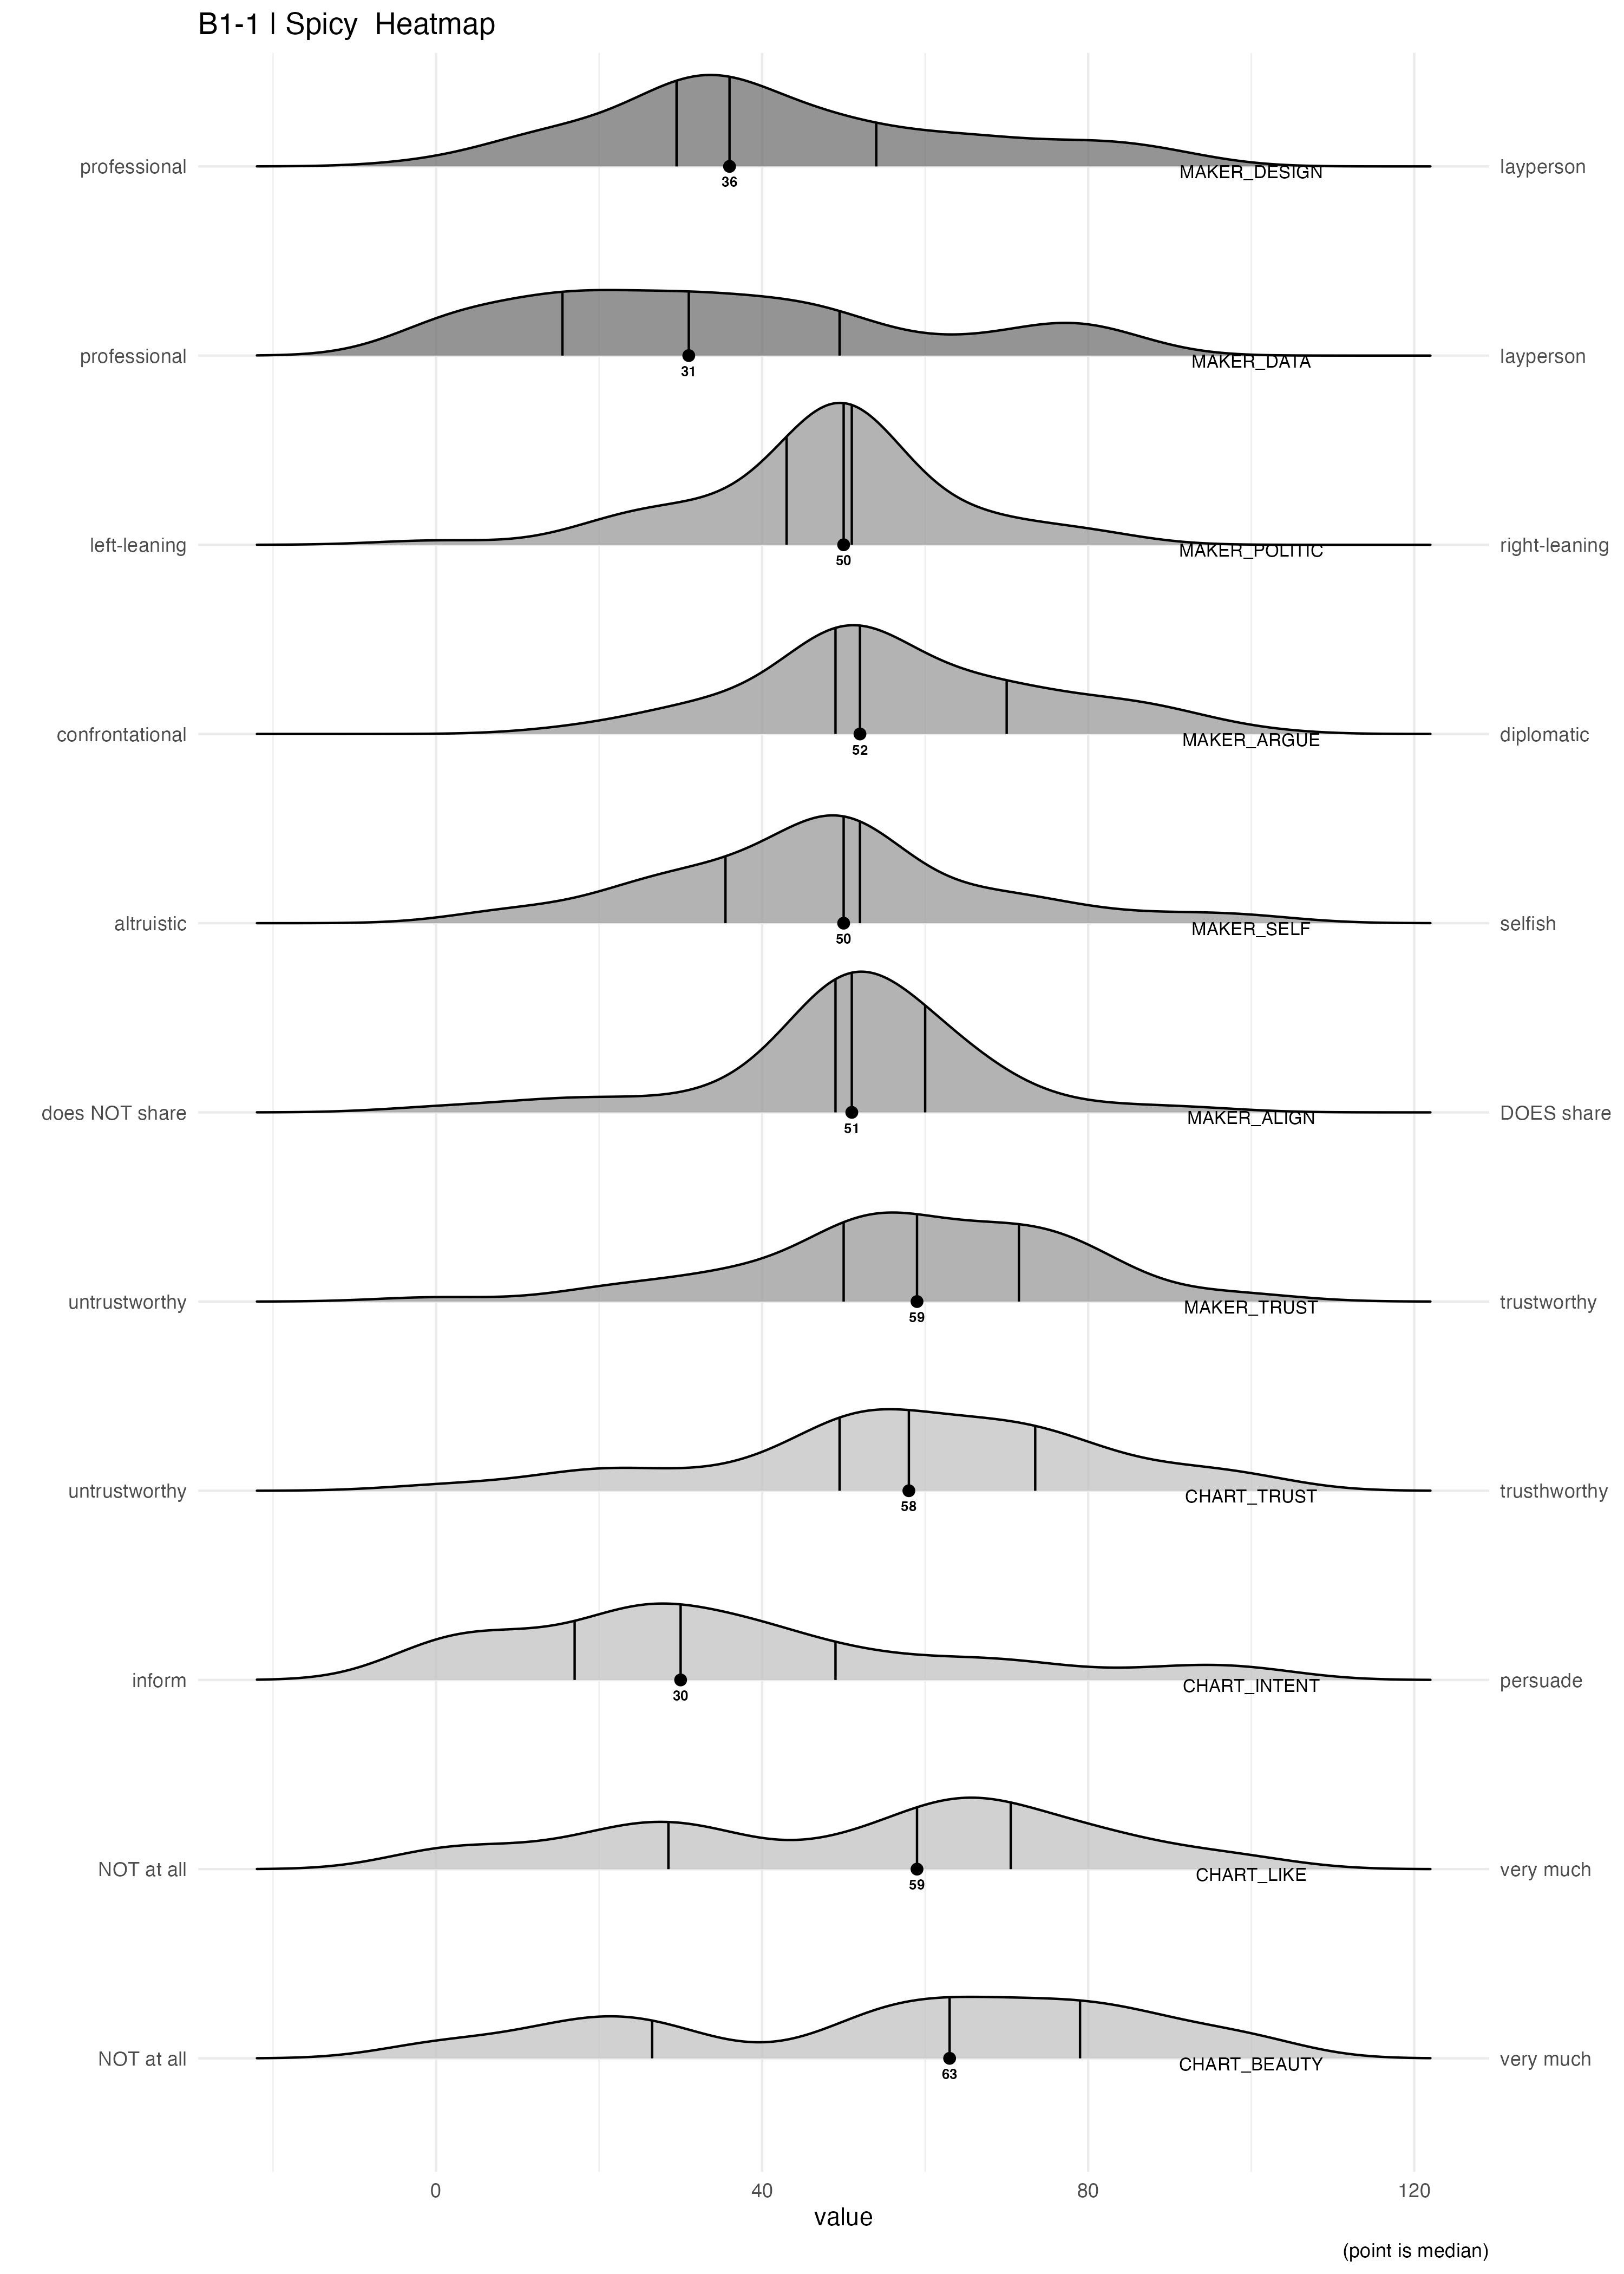 B1-1 | Spicy  Heatmap
professional
MAKER_DESIGN
layperson
36
professional
MAKER_DATA
layperson
31
left-leaning
MAKER_POLITIC
right-leaning
50
confrontational
MAKER_ARGUE
diplomatic
52
altruistic
MAKER_SELF
selfish
50
does NOT share
MAKER_ALIGN
DOES share
51
untrustworthy
MAKER_TRUST
trustworthy
59
untrustworthy
CHART_TRUST
trusthworthy
58
inform
CHART_INTENT
persuade
30
NOT at all
CHART_LIKE
very much
59
NOT at all
CHART_BEAUTY
very much
63
0 40 80 120
value
(point is median)